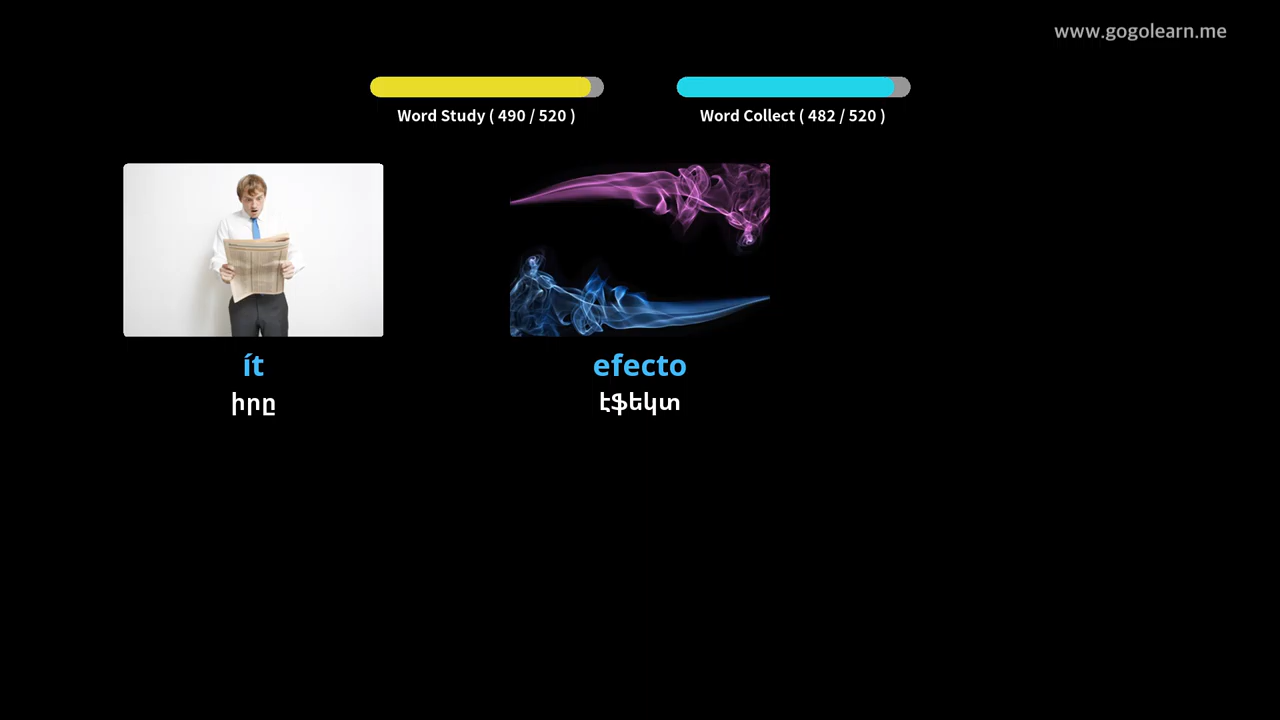 www.gogolearn.me
Word Study ( 490 / 520 )
Word Collect ( 482 / 520 )
ít
իրը
efecto
էֆեկտ